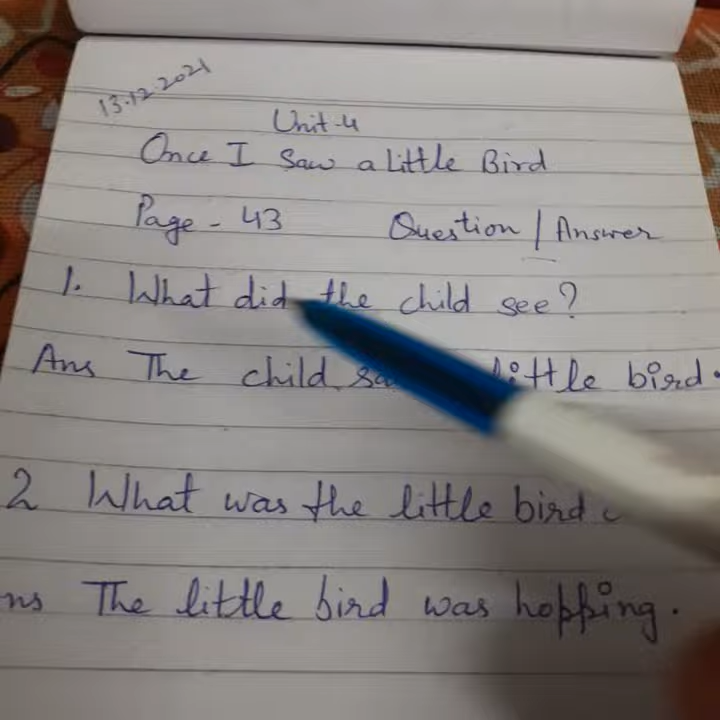 13.12.2021
Unit-4
Once I Saw a Little Bird
Page - 43 Question / Answer
1. What did the child see?
Ans The child little bird.
2 What was the little bird
ns The little bird was hopping.